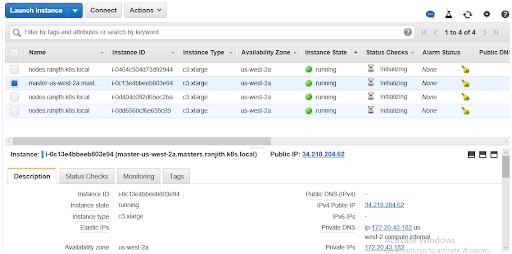 Launch Instance Connect Actions
Filter by tags and attributes or search by keyword 1 to 4 of 4
Name Instance ID Instance Type Availability Zone Instance State Status Checks Alarm Status Public DNS
nodes.ranjith.k8s.local i-0404c504d73d92944 c3.xlarge us-west-2a running Initializing None
master-us-west-2a.mast... i-0c13e4bbeeb803e94 c3.xlarge us-west-2a running Initializing None
nodes.ranjith.k8s.local i-0d404c092d65ec2ba c3.xlarge us-west-2a running Initializing None
nodes.ranjith.k8s.local i-0dd6560cf6e655c89 c3.xlarge us-west-2a running Initializing None
Instance: i-0c13e4bbeeb803e94 (master-us-west-2a.masters.ranjith.k8s.local) Public IP: 34.218.204.62
Description Status Checks Monitoring Tags
Instance ID i-0c13e4bbeeb803e94 Public DNS (IPv4) -
Instance state running IPv4 Public IP 34.218.204.62
Instance type c3.xlarge IPv6 IPs -
Elastic IPs Private DNS ip-172-20-43-182.us-
west-2.compute.internal
Availability zone us-west-2a Private IPs 172.20.43.182
Activate Windows
Go to Settings to activate Windows.